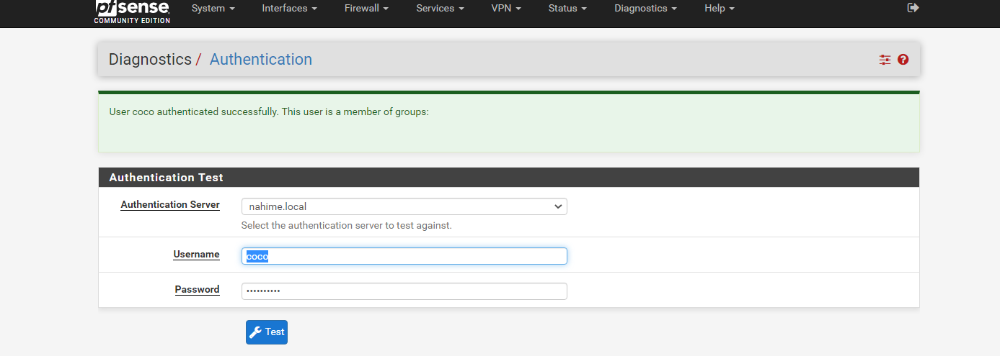 pfsense
COMMUNITY EDITION
System Interfaces Firewall Services VPN Status Diagnostics Help
Diagnostics / Authentication
User coco authenticated successfully. This user is a member of groups:
Authentication Test
Authentication Server nahime.local
Select the authentication server to test against.
Username coco
Password ••••••••••
Test